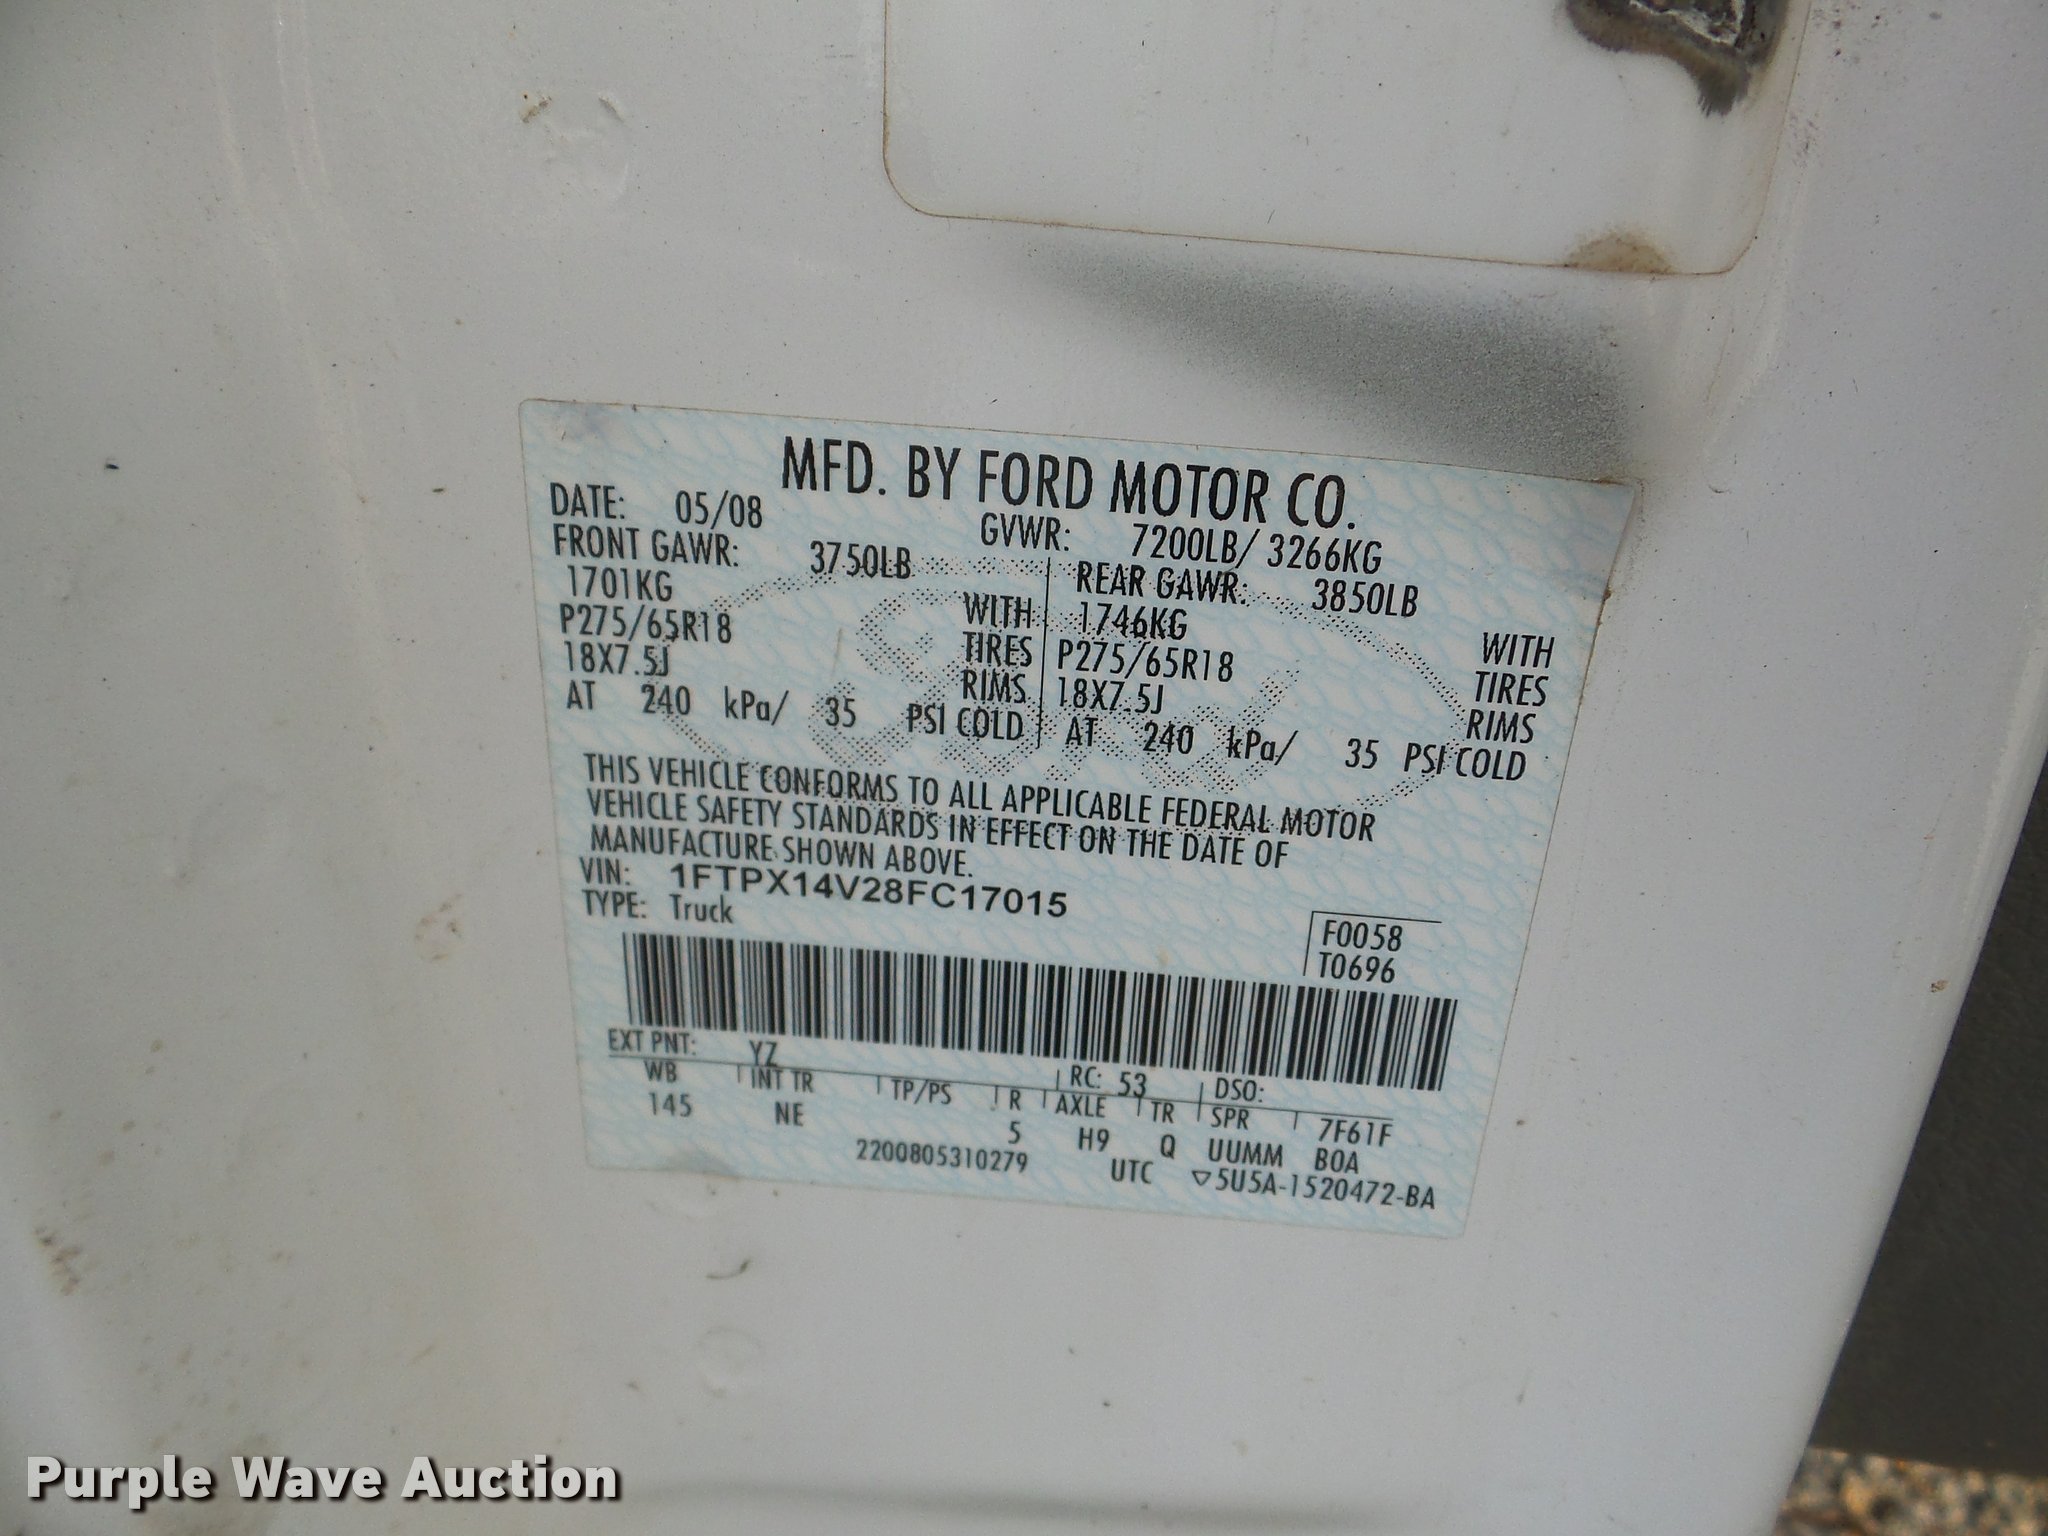 MFD. BY FORD MOTOR CO.
DATE: 05/08 GVWR: 7200LB/ 3266KG
FRONT GAWR: 3750LB REAR GAWR: 3850LB
1701KG WITH 1746KG WITH
P275/65R18 TIRES P275/65R18 TIRES
18X7.5J RIMS 18X7.5J RIMS
AT 240 kPa/ 35 PSI COLD AT 240 kPa/ 35 PSI COLD
THIS VEHICLE CONFORMS TO ALL APPLICABLE FEDERAL MOTOR
VEHICLE SAFETY STANDARDS IN EFFECT ON THE DATE OF
MANUFACTURE SHOWN ABOVE.
VIN: 1FTPX14V28FC17015
TYPE: Truck
F0058
T0696
EXT PNT: YZ RC: 53 DSO:
WB INT TR TP/PS R AXLE TR SPR 7F61F
145 NE 5 H9 Q UUMM B0A
2200805310279 UTC ▽5U5A-1520472-BA
Purple Wave Auction